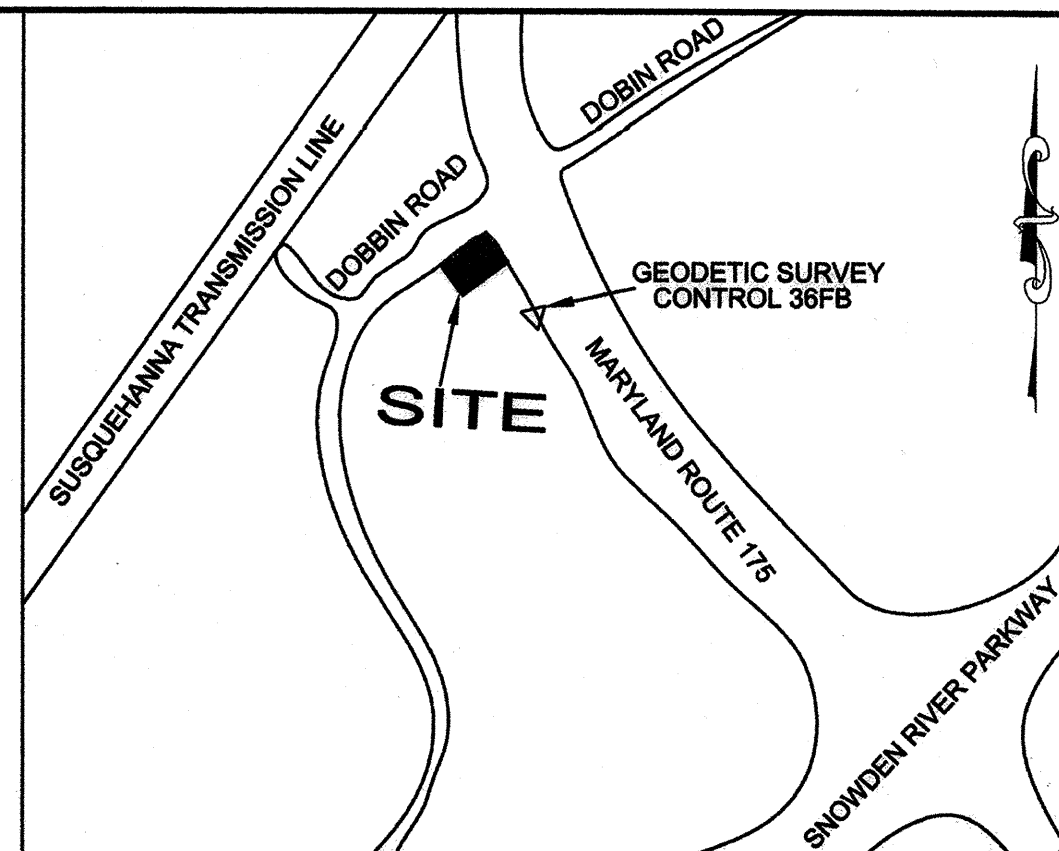 DOBIN ROAD
SUSQUEHANNA TRANSMISSION LINE
DOBBIN ROAD
GEODETIC SURVEY
CONTROL 36FB
SITE
MARYLAND ROUTE 175
SNOWDEN RIVER PARKWAY